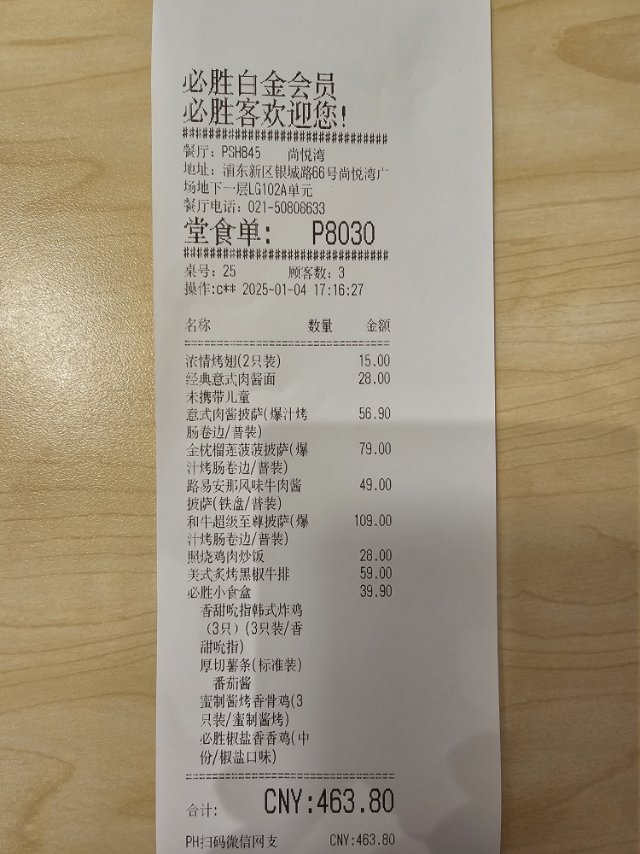 必胜白金会员
必胜客欢迎您!
################################
餐厅: PSH845 尚悦湾
地址: 浦东新区银城路66号尚悦湾广
场地下一层LG102A单元
餐厅电话: 021-50808633
堂食单: P8030
################################
桌号: 25 顾客数: 3
操作:c** 2025-01-04 17:16:27
名称 数量 金额
================================
浓情烤翅(2只装) 15.00
经典意式肉酱面 28.00
未携带儿童
意式肉酱披萨(爆汁烤 56.90
肠卷边/普装)
金枕榴莲菠菠披萨(爆 79.00
汁烤肠卷边/普装)
路易安那风味牛肉酱 49.00
披萨(铁盘/普装)
和牛超级至尊披萨(爆 109.00
汁烤肠卷边/普装)
照烧鸡肉炒饭 28.00
美式炙烤黑椒牛排 59.00
必胜小食盒 39.90
香甜吮指韩式炸鸡
(3只)(3只装/香
甜吮指)
厚切薯条(标准装)
番茄酱
蜜制酱烤香骨鸡(3
只装/蜜制酱烤)
必胜椒盐香香鸡(中
份/椒盐口味)
================================
合计: CNY:463.80
PH扫码微信网支 CNY:463.80